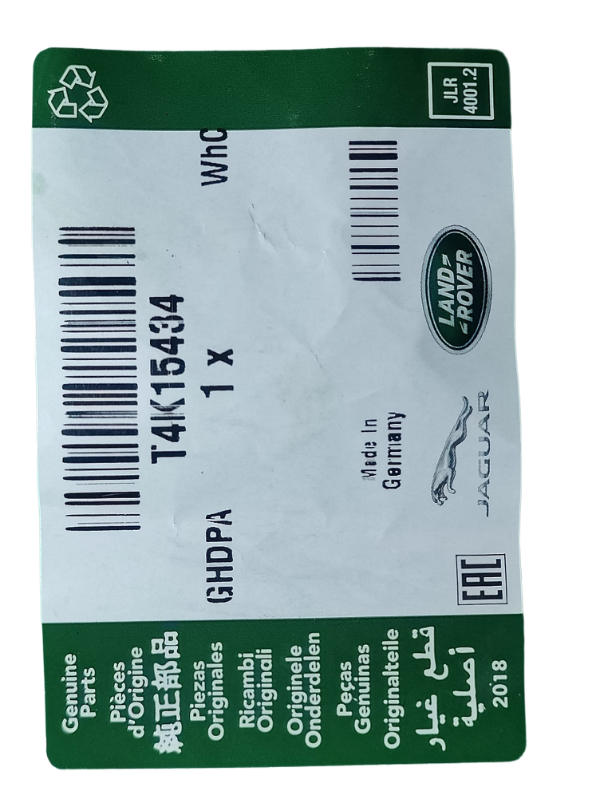 Genuine
Parts
Pièces
d'Origine
純正部品
Piezas
Originales
Ricambi
Originali
Originele
Onderdelen
Peças
Genuinas
Originalteile
قطع غيار
أصلية
2018
T4K15434
GHDPA 1 x WhC
Made In
Germany
EAC
JAGUAR
LAND
ROVER
JLR
4001.2